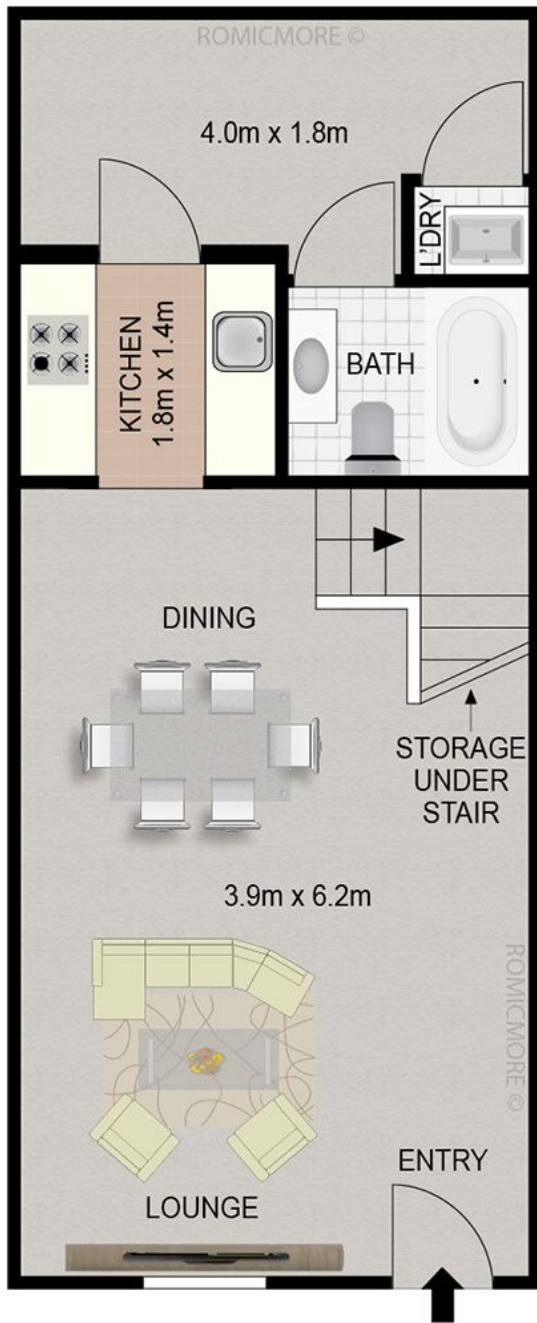 ROMICMORE ©
4.0m x 1.8m
L'DRY
KITCHEN
1.8m x 1.4m
BATH
DINING
STORAGE
UNDER
STAIR
3.9m x 6.2m
ROMICMORE ©
ENTRY
LOUNGE